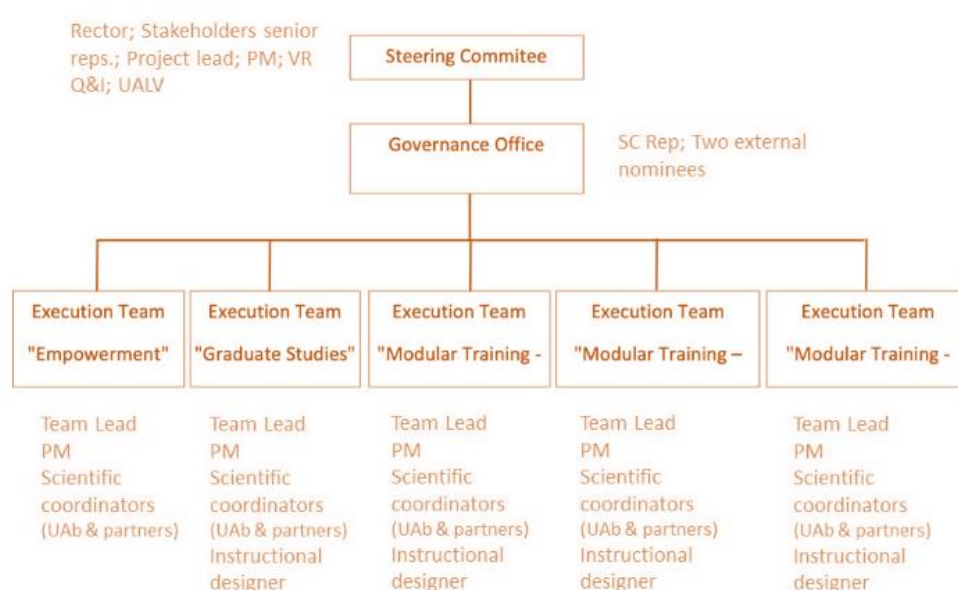 Rector; Stakeholders senior
reps.; Project lead; PM; VR
Q&I; UALV
Steering Commitee
Governance Office
SC Rep; Two external
nominees
Execution Team
"Empowerment"
Execution Team
"Graduate Studies"
Execution Team
"Modular Training -
Execution Team
"Modular Training –
Execution Team
"Modular Training -
Team Lead
PM
Scientific
coordinators
(UAb & partners)
Team Lead
PM
Scientific
coordinators
(UAb & partners)
Instructional
designer
Team Lead
PM
Scientific
coordinators
(UAb & partners)
Instructional
designer
Team Lead
PM
Scientific
coordinators
(UAb & partners)
Instructional
designer
Team Lead
PM
Scientific
coordinators
(UAb & partners)
Instructional
designer